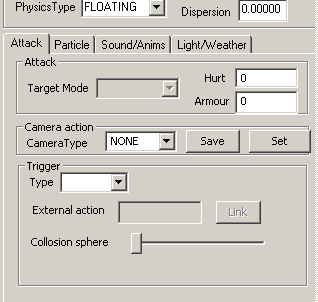 PhysicsType FLOATING Dispersion 0.00000
Attack Particle Sound/Anims Light/Weather
Attack
Target Mode Hurt 0
Armour 0
Camera action
CameraType NONE Save Set
Trigger
Type
External action Link
Collosion sphere